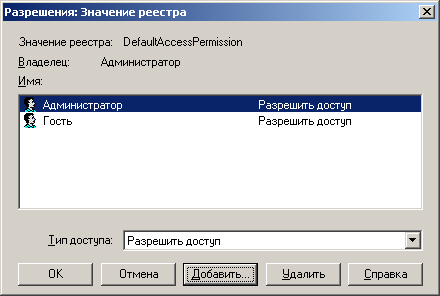 Разрешения: Значение реестра
Значение реестра: DefaultAccessPermission
Владелец: Администратор
Имя:
Администратор Разрешить доступ
Гость Разрешить доступ
Тип доступа: Разрешить доступ
OK Отмена Добавить... Удалить Справка